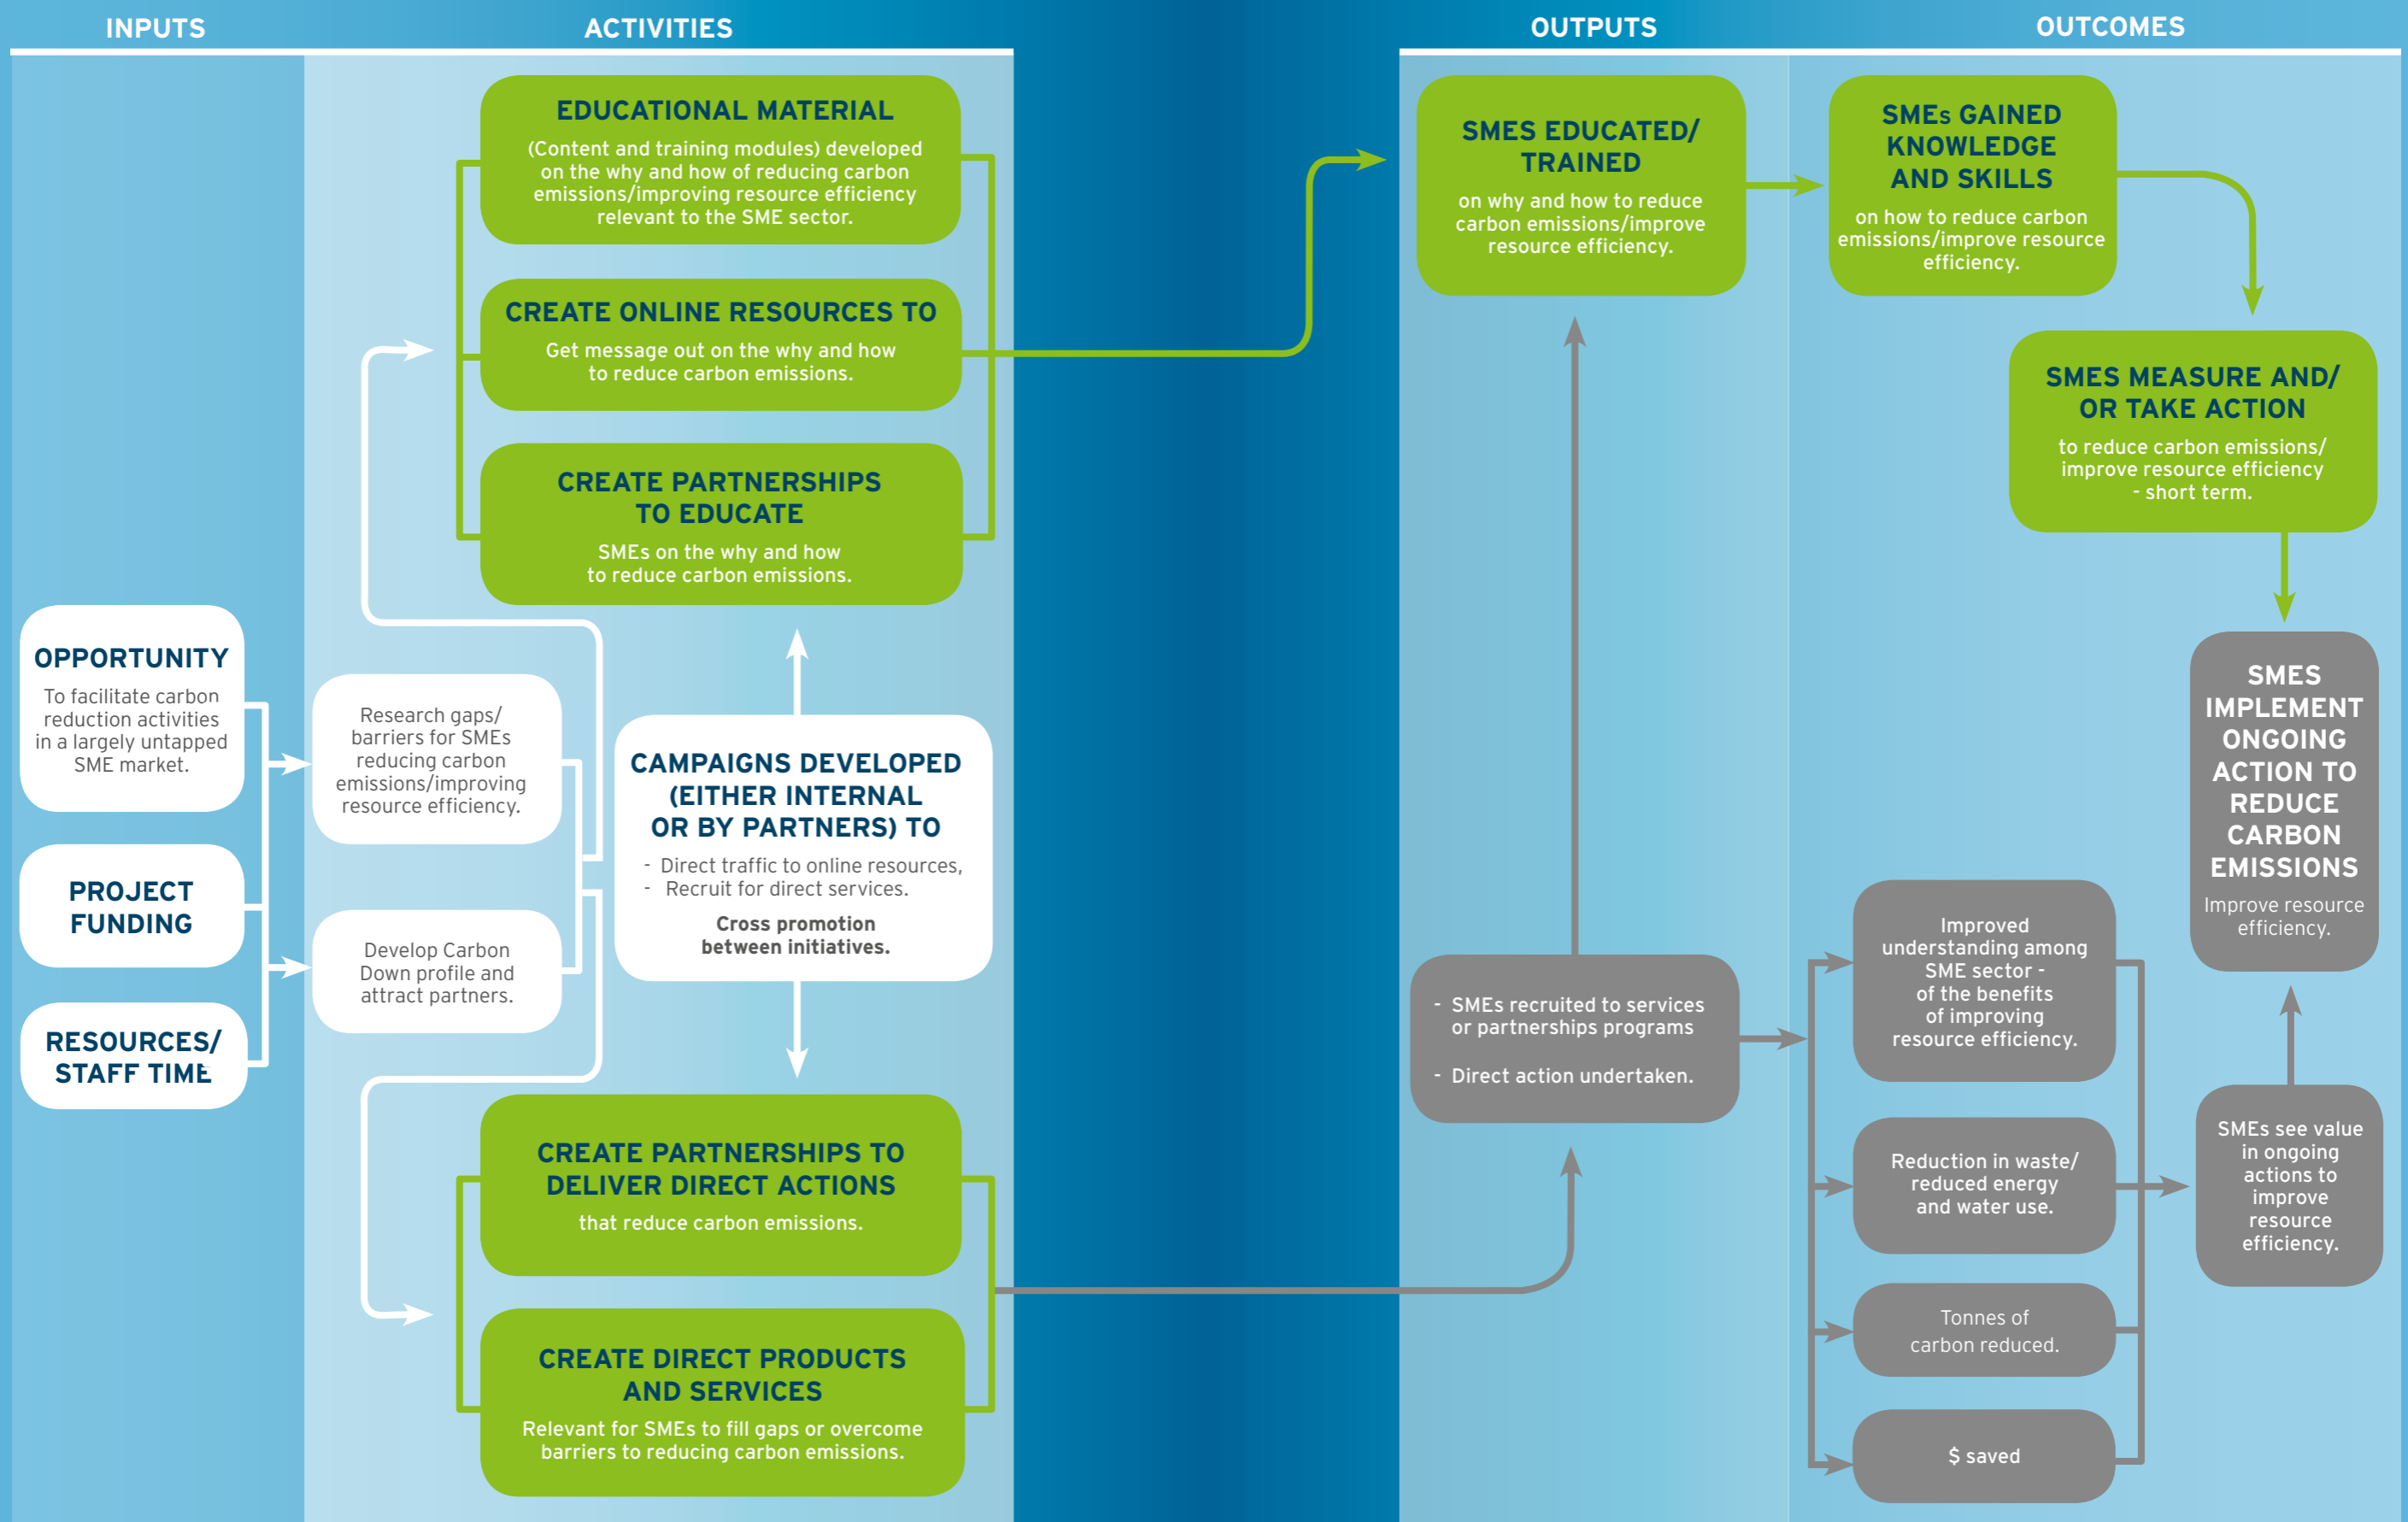 INPUTS
ACTIVITIES
OUTPUTS
OUTCOMES
OPPORTUNITY
To facilitate carbon
reduction activities
in a largely untapped
SME market.
PROJECT
FUNDING
RESOURCES/
STAFF TIME
EDUCATIONAL MATERIAL
(Content and training modules) developed
on the why and how of reducing carbon
emissions/improving resource efficiency
relevant to the SME sector.
CREATE ONLINE RESOURCES TO
Get message out on the why and how
to reduce carbon emissions.
CREATE PARTNERSHIPS
TO EDUCATE
SMEs on the why and how
to reduce carbon emissions.
Research gaps/
barriers for SMEs
reducing carbon
emissions/improving
resource efficiency.
Develop Carbon
Down profile and
attract partners.
CAMPAIGNS DEVELOPED
(EITHER INTERNAL
OR BY PARTNERS) TO
- Direct traffic to online resources,
- Recruit for direct services.
Cross promotion
between initiatives.
CREATE PARTNERSHIPS TO
DELIVER DIRECT ACTIONS
that reduce carbon emissions.
CREATE DIRECT PRODUCTS
AND SERVICES
Relevant for SMEs to fill gaps or overcome
barriers to reducing carbon emissions.
SMES EDUCATED/
TRAINED
on why and how to reduce
carbon emissions/improve
resource efficiency.
- SMEs recruited to services
or partnerships programs
- Direct action undertaken.
SMEs GAINED
KNOWLEDGE
AND SKILLS
on how to reduce carbon
emissions/improve resource
efficiency.
SMES MEASURE AND/
OR TAKE ACTION
to reduce carbon emissions/
improve resource efficiency
- short term.
SMES
IMPLEMENT
ONGOING
ACTION TO
REDUCE
CARBON
EMISSIONS
Improve resource
efficiency.
Improved
understanding among
SME sector -
of the benefits
of improving
resource efficiency.
Reduction in waste/
reduced energy
and water use.
Tonnes of
carbon reduced.
$ saved
SMEs see value
in ongoing
actions to
improve
resource
efficiency.